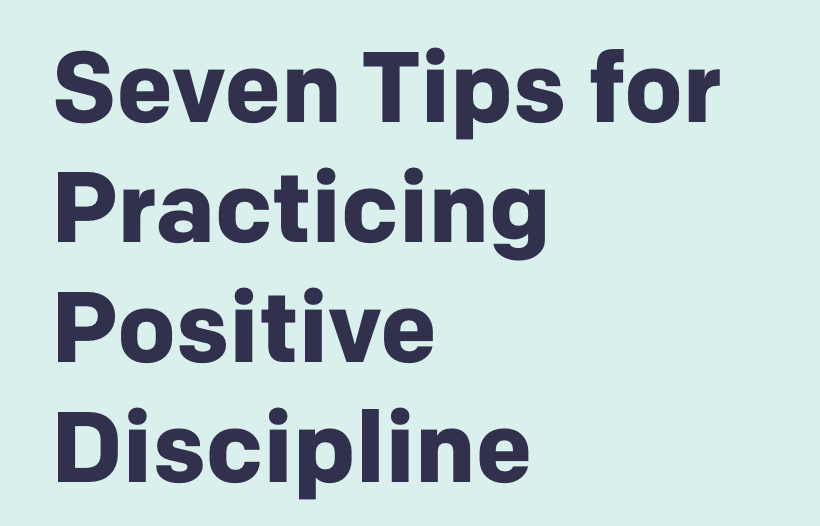 Seven Tips for
Practicing
Positive
Discipline